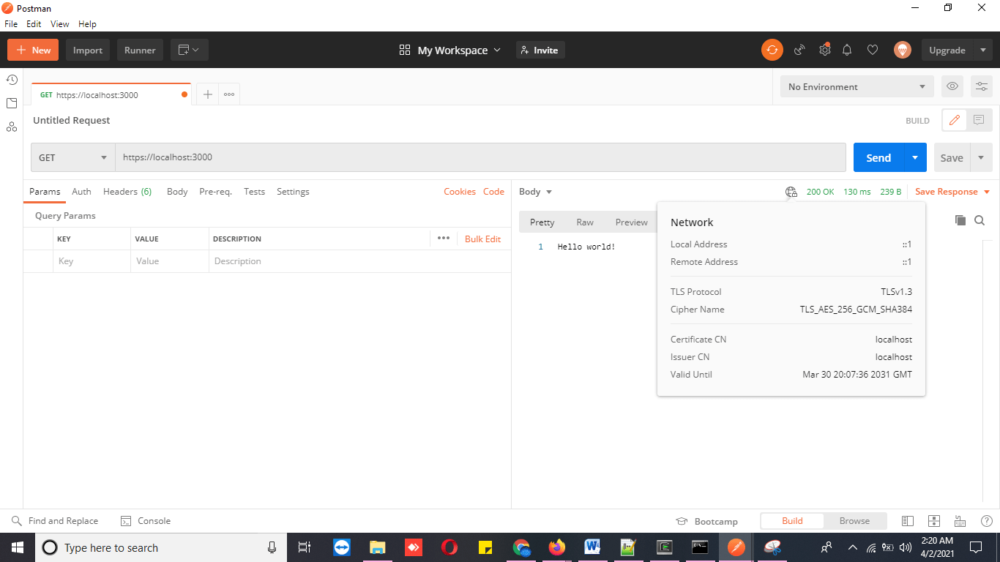 Postman
File Edit View Help
New Import Runner My Workspace Invite Upgrade
GET https://localhost:3000 No Environment
Untitled Request BUILD
GET https://localhost:3000 Send Save
Params Auth Headers (6) Body Pre-req. Tests Settings Cookies Code
Query Params
KEY VALUE DESCRIPTION Bulk Edit
Key Value Description
Body 200 OK 130 ms 239 B Save Response
Pretty Raw Preview
1 Hello world!
Network
Local Address ::1
Remote Address ::1
TLS Protocol TLSv1.3
Cipher Name TLS_AES_256_GCM_SHA384
Certificate CN localhost
Issuer CN localhost
Valid Until Mar 30 20:07:36 2031 GMT
Find and Replace Console Bootcamp Build Browse
Type here to search 2:20 AM
4/2/2021